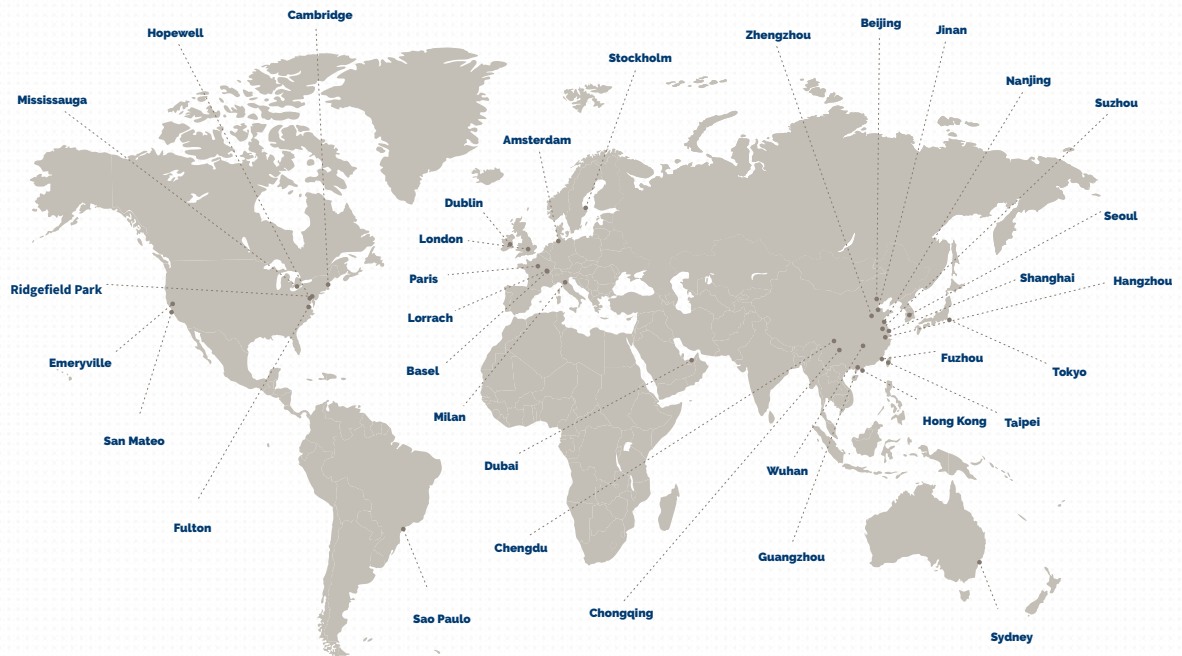 Cambridge
Hopewell
Beijing
Jinan
Zhengzhou
Stockholm
Nanjing
Mississauga
Suzhou
Amsterdam
Dublin
Seoul
London
Paris
Shanghai
Hangzhou
Ridgefield Park
Lorrach
Emeryville
Fuzhou
Basel
Tokyo
Milan
Hong Kong
Taipei
San Mateo
Dubai
Wuhan
Fulton
Chengdu
Guangzhou
Chongqing
Sao Paulo
Sydney